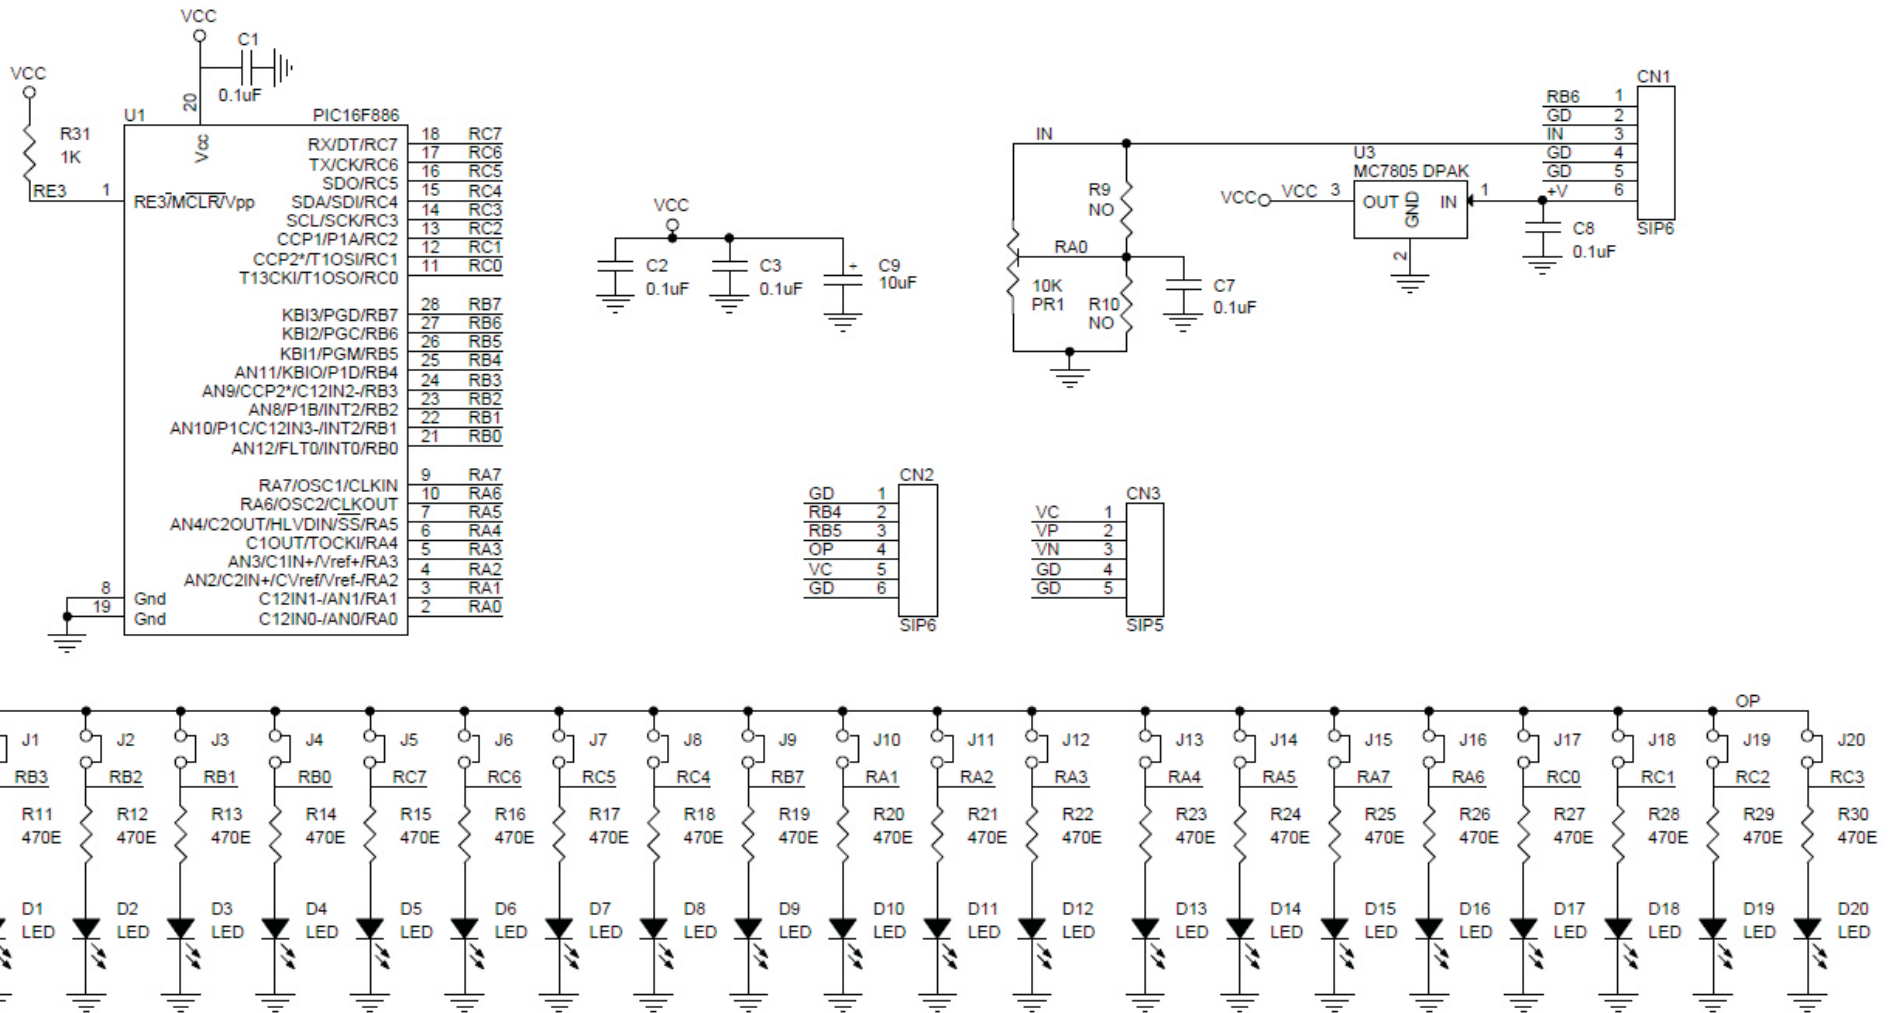 VCC
C1
0.1uF
VCC
R31
1K
RE3 1
20
U1
PIC16F886
Vcc
RE3/MCLR/Vpp
RX/DT/RC7 18 RC7
TX/CK/RC6 17 RC6
SDO/RC5 16 RC5
SDA/SDI/RC4 15 RC4
SCL/SCK/RC3 14 RC3
CCP1/P1A/RC2 13 RC2
CCP2*/T1OSI/RC1 12 RC1
T13CKI/T1OSO/RC0 11 RC0
KBI3/PGD/RB7 28 RB7
KBI2/PGC/RB6 27 RB6
KBI1/PGM/RB5 26 RB5
AN11/KBIO/P1D/RB4 25 RB4
AN9/CCP2*/C12IN2-/RB3 24 RB3
AN8/P1B/INT2/RB2 23 RB2
AN10/P1C/C12IN3-/INT2/RB1 22 RB1
AN12/FLT0/INT0/RB0 21 RB0
RA7/OSC1/CLKIN 9 RA7
RA6/OSC2/CLKOUT 10 RA6
AN4/C2OUT/HLVDIN/SS/RA5 7 RA5
C1OUT/TOCKI/RA4 6 RA4
AN3/C1IN+/Vref+/RA3 5 RA3
AN2/C2IN+/CVref/Vref-/RA2 4 RA2
8 Gnd C12IN1-/AN1/RA1 3 RA1
19 Gnd C12IN0-/AN0/RA0 2 RA0
VCC
C2
0.1uF
C3
0.1uF
+ C9
10uF
IN
R9
NO
RA0
10K
PR1
R10
NO
C7
0.1uF
U3
MC7805 DPAK
VCC VCC 3 OUT GND IN 1
2
C8
0.1uF
CN1
RB6 1
GD 2
IN 3
GD 4
GD 5
+V 6
SIP6
CN2
GD 1
RB4 2
RB5 3
OP 4
VC 5
GD 6
SIP6
CN3
VC 1
VP 2
VN 3
GD 4
GD 5
SIP5
OP
J1 J2 J3 J4 J5 J6 J7 J8 J9 J10 J11 J12 J13 J14 J15 J16 J17 J18 J19 J20
RB3 RB2 RB1 RB0 RC7 RC6 RC5 RC4 RB7 RA1 RA2 RA3 RA4 RA5 RA7 RA6 RC0 RC1 RC2 RC3
R11 R12 R13 R14 R15 R16 R17 R18 R19 R20 R21 R22 R23 R24 R25 R26 R27 R28 R29 R30
470E 470E 470E 470E 470E 470E 470E 470E 470E 470E 470E 470E 470E 470E 470E 470E 470E 470E 470E 470E
D1 D2 D3 D4 D5 D6 D7 D8 D9 D10 D11 D12 D13 D14 D15 D16 D17 D18 D19 D20
LED LED LED LED LED LED LED LED LED LED LED LED LED LED LED LED LED LED LED LED